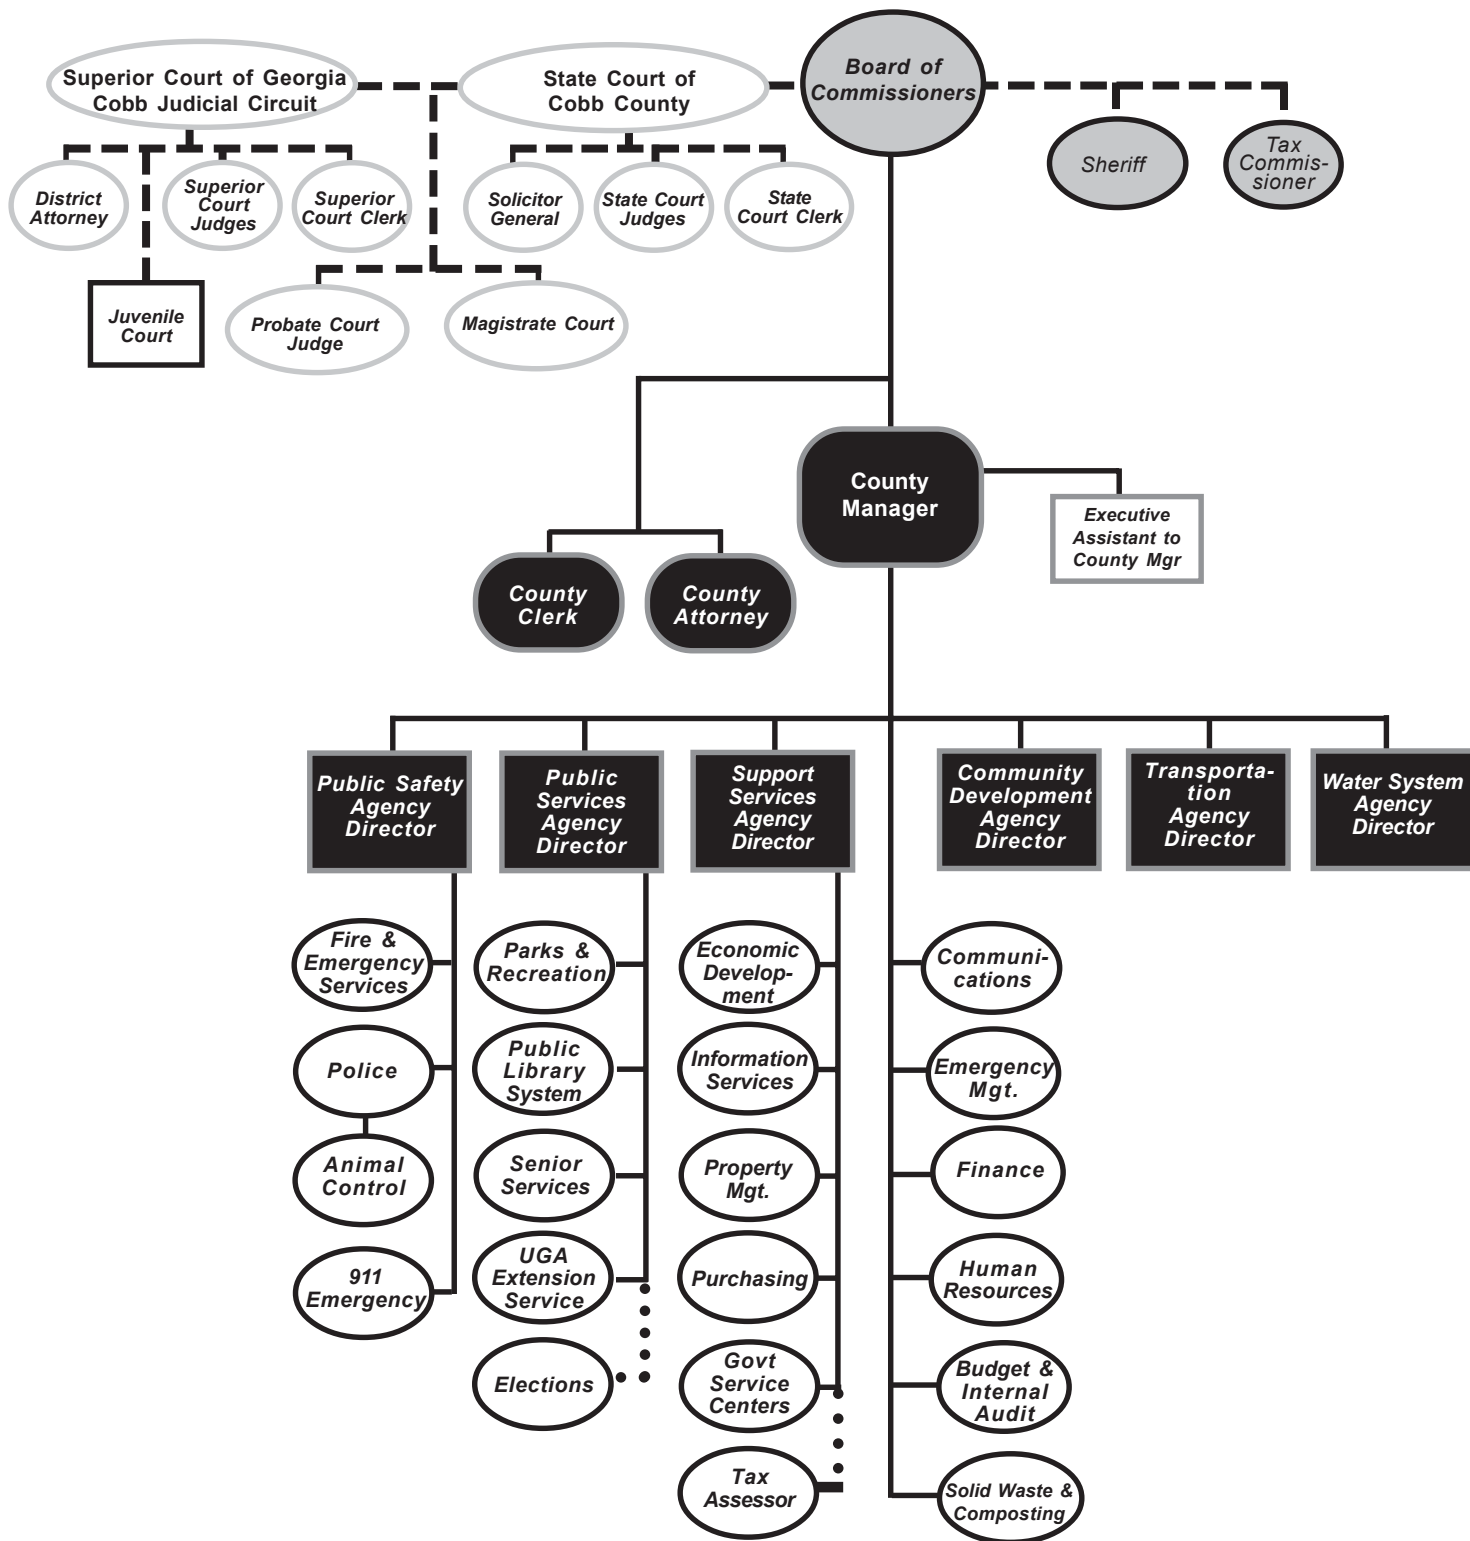 Superior Court of Georgia
Cobb Judicial Circuit
State Court of
Cobb County
Board of
Commissioners
Sheriff
Tax
Commis-
sioner
District
Attorney
Superior
Court
Judges
Superior
Court Clerk
Solicitor
General
State Court
Judges
State
Court Clerk
Juvenile
Court
Probate Court
Judge
Magistrate Court
County
Manager
Executive
Assistant to
County Mgr
County
Clerk
County
Attorney
Public Safety
Agency
Director
Public
Services
Agency
Director
Support
Services
Agency
Director
Community
Development
Agency
Director
Transporta-
tion
Agency
Director
Water System
Agency
Director
Fire &
Emergency
Services
Police
Animal
Control
911
Emergency
Parks &
Recreation
Public
Library
System
Senior
Services
UGA
Extension
Service
Elections
Economic
Develop-
ment
Information
Services
Property
Mgt.
Purchasing
Govt
Service
Centers
Tax
Assessor
Communi-
cations
Emergency
Mgt.
Finance
Human
Resources
Budget &
Internal
Audit
Solid Waste &
Composting